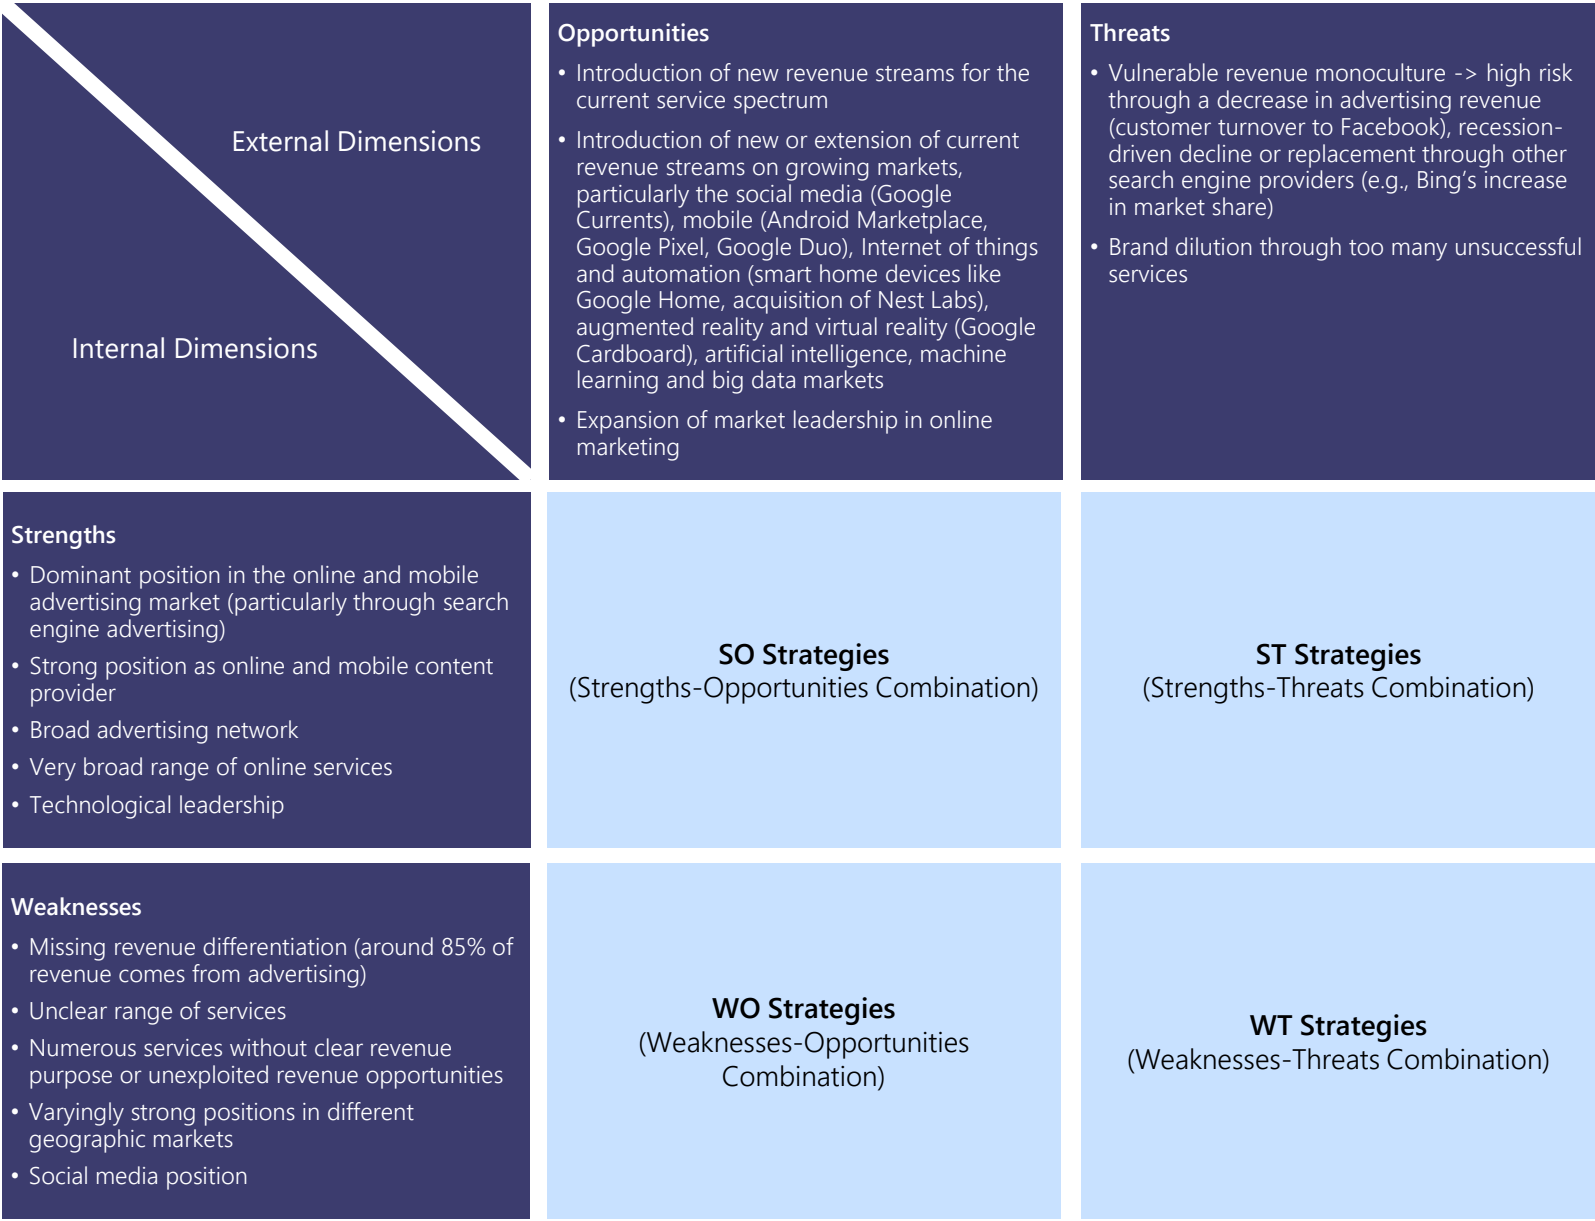 External Dimensions
Internal Dimensions
Opportunities
• Introduction of new revenue streams for the
current service spectrum
• Introduction of new or extension of current
revenue streams on growing markets,
particularly the social media (Google
Currents), mobile (Android Marketplace,
Google Pixel, Google Duo), Internet of things
and automation (smart home devices like
Google Home, acquisition of Nest Labs),
augmented reality and virtual reality (Google
Cardboard), artificial intelligence, machine
learning and big data markets
• Expansion of market leadership in online
marketing
Threats
• Vulnerable revenue monoculture -> high risk
through a decrease in advertising revenue
(customer turnover to Facebook), recession-
driven decline or replacement through other
search engine providers (e.g., Bing’s increase
in market share)
• Brand dilution through too many unsuccessful
services
Strengths
• Dominant position in the online and mobile
advertising market (particularly through search
engine advertising)
• Strong position as online and mobile content
provider
• Broad advertising network
• Very broad range of online services
• Technological leadership
SO Strategies
(Strengths-Opportunities Combination)
ST Strategies
(Strengths-Threats Combination)
Weaknesses
• Missing revenue differentiation (around 85% of
revenue comes from advertising)
• Unclear range of services
• Numerous services without clear revenue
purpose or unexploited revenue opportunities
• Varyingly strong positions in different
geographic markets
• Social media position
WO Strategies
(Weaknesses-Opportunities
Combination)
WT Strategies
(Weaknesses-Threats Combination)